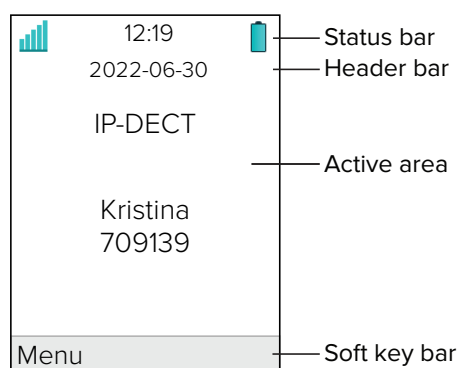 12:19
Status bar
2022-06-30
Header bar
IP-DECT
Active area
Kristina
709139
Menu
Soft key bar